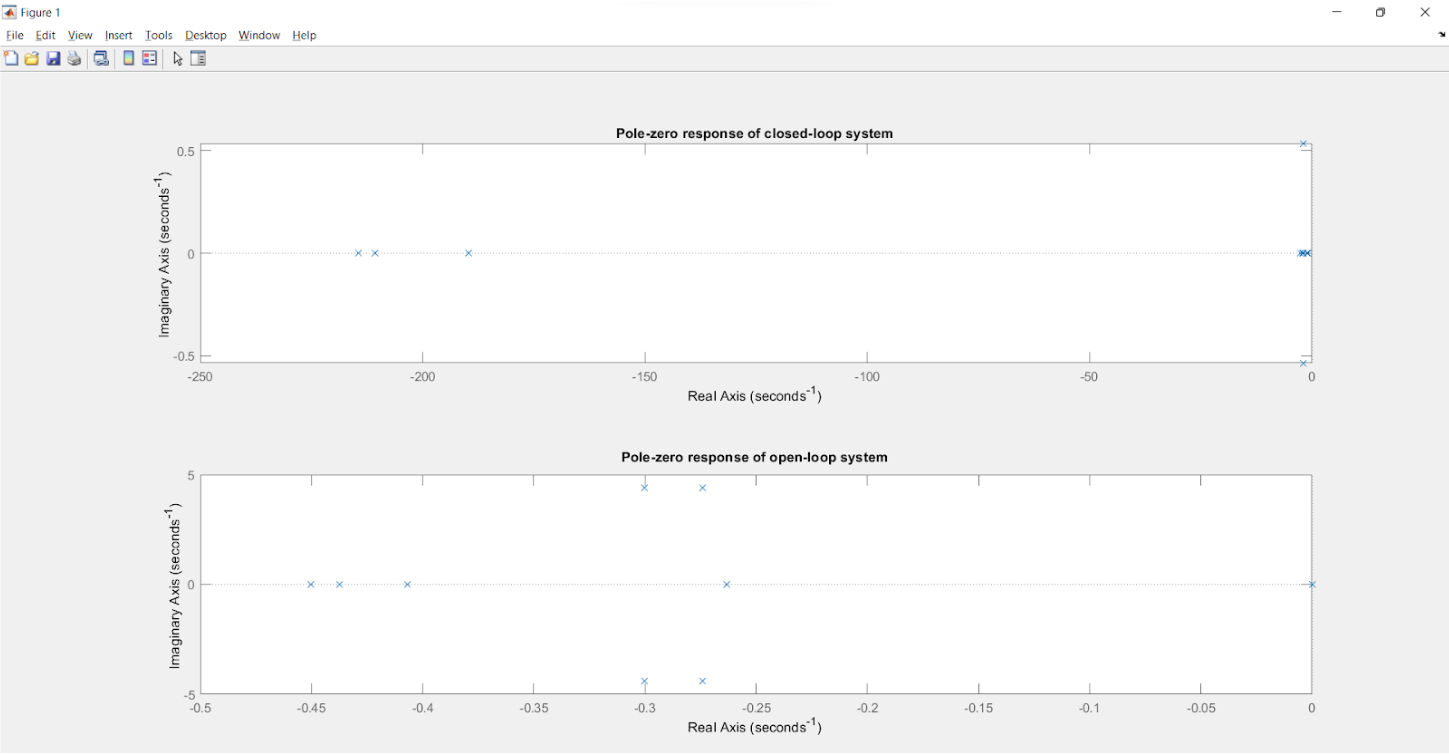 Figure 1
File Edit View Insert Tools Desktop Window Help
Pole-zero response of closed-loop system
0.5
0
-0.5
Imaginary Axis (seconds⁻¹)
-250 -200 -150 -100 -50 0
Real Axis (seconds⁻¹)
Pole-zero response of open-loop system
5
0
-5
Imaginary Axis (seconds⁻¹)
-0.5 -0.45 -0.4 -0.35 -0.3 -0.25 -0.2 -0.15 -0.1 -0.05 0
Real Axis (seconds⁻¹)